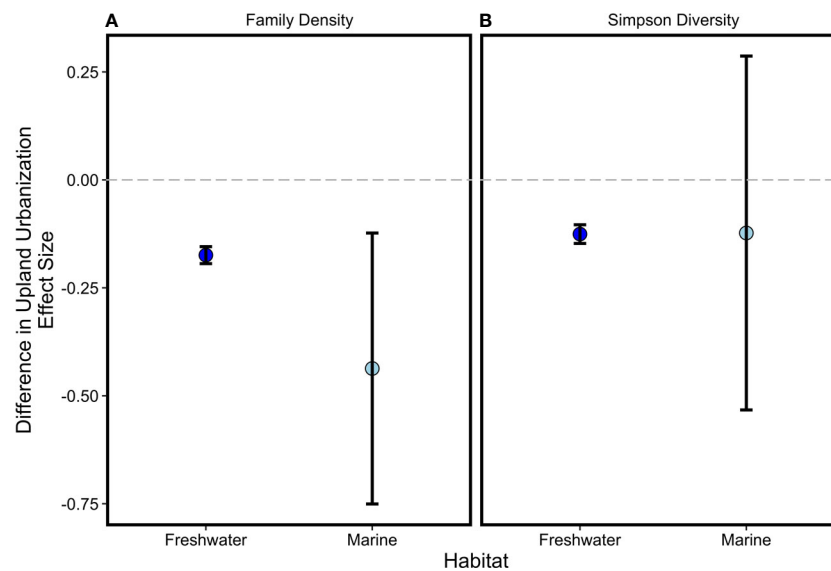 A
Family Density
B
Simpson Diversity
Difference in Upland Urbanization
Effect Size
0.25
0.00
-0.25
-0.50
-0.75
Freshwater
Marine
Freshwater
Marine
Habitat